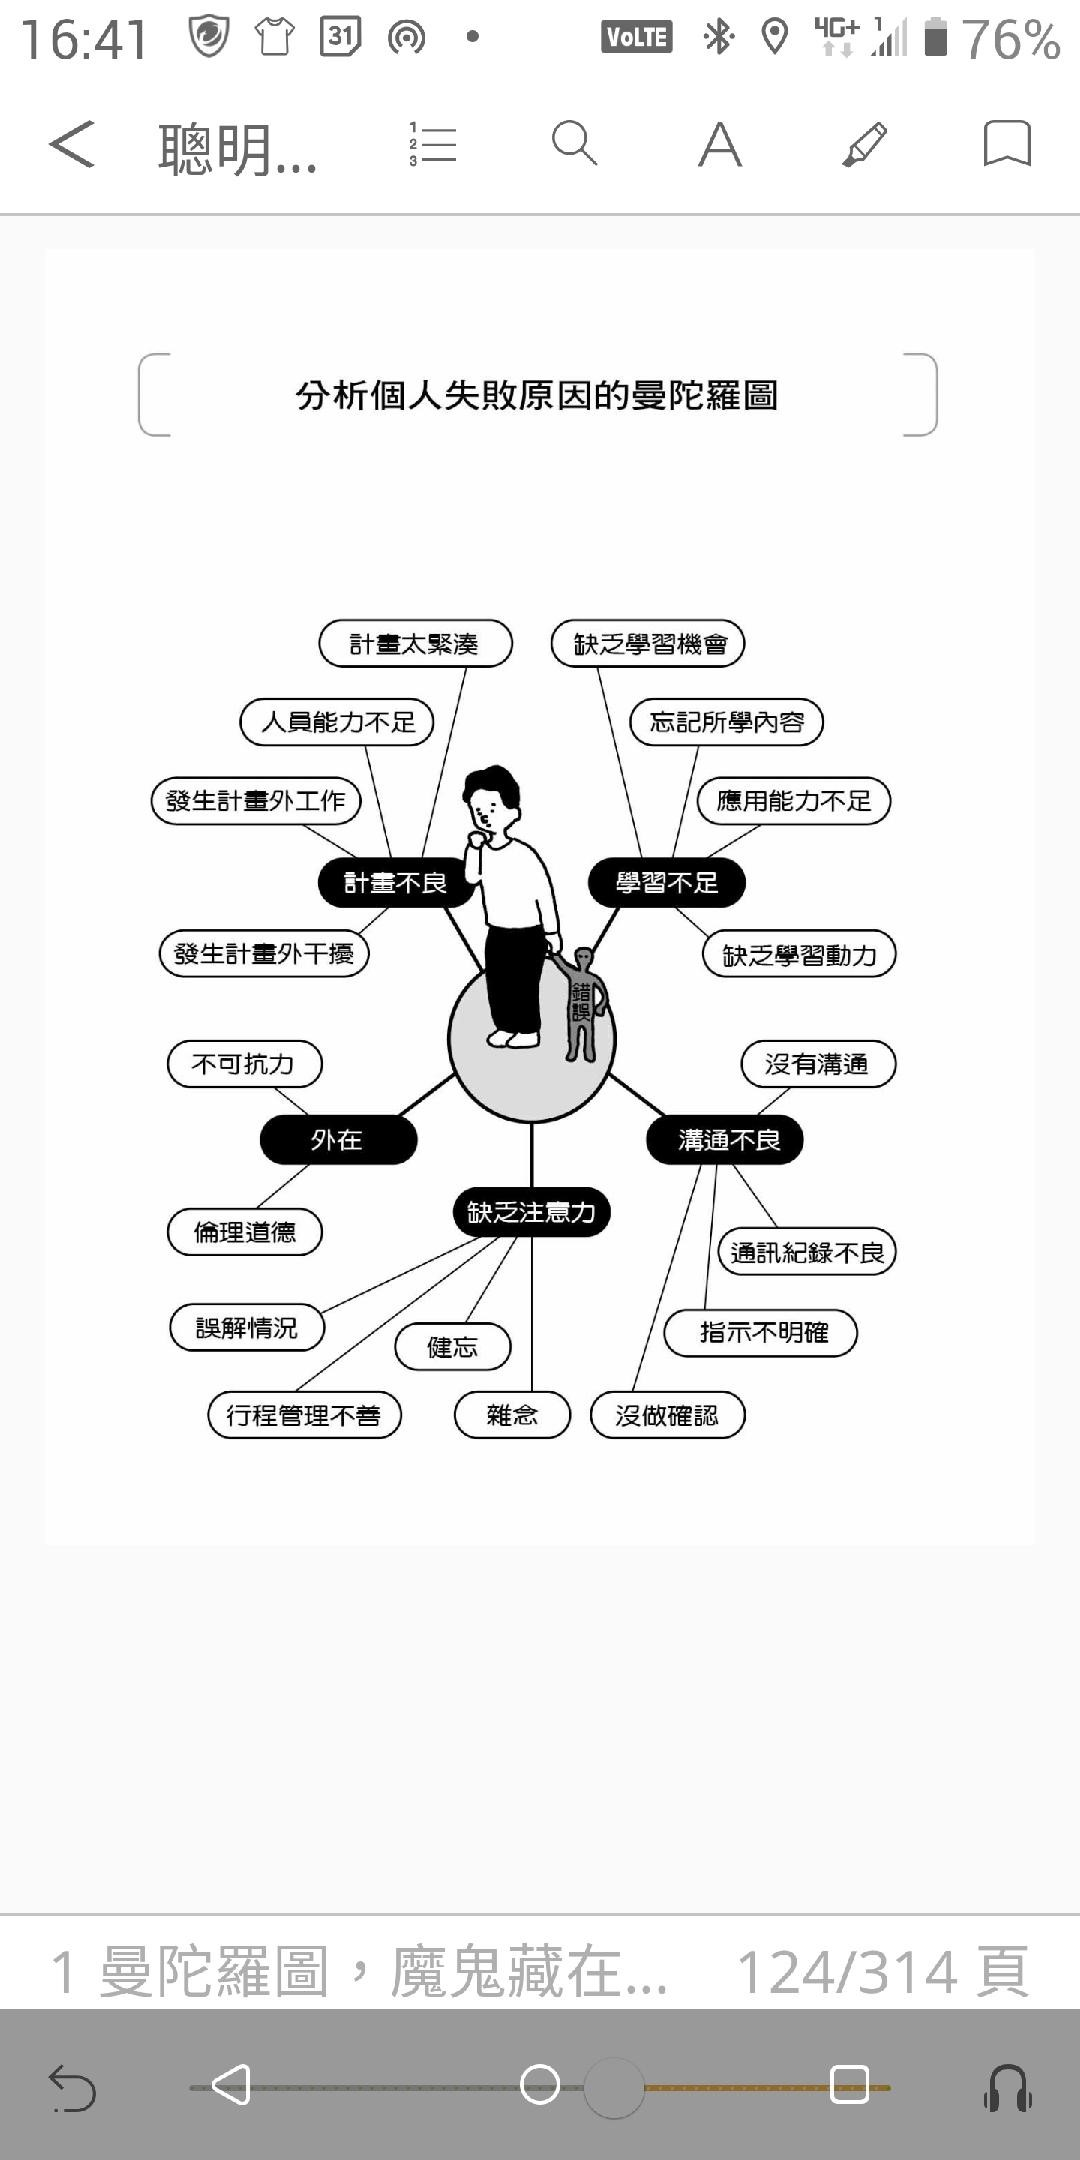 16:41
31
VoLTE
4G+
1
76%
聰明...
1
2
3
A
分析個人失敗原因的曼陀羅圖
計畫太緊湊
缺乏學習機會
人員能力不足
忘記所學內容
發生計畫外工作
應用能力不足
計畫不良
學習不足
發生計畫外干擾
缺乏學習動力
錯誤
不可抗力
沒有溝通
外在
溝通不良
缺乏注意力
倫理道德
通訊紀錄不良
誤解情況
健忘
指示不明確
行程管理不善
雜念
沒做確認
1 曼陀羅圖，魔鬼藏在...
124/314 頁